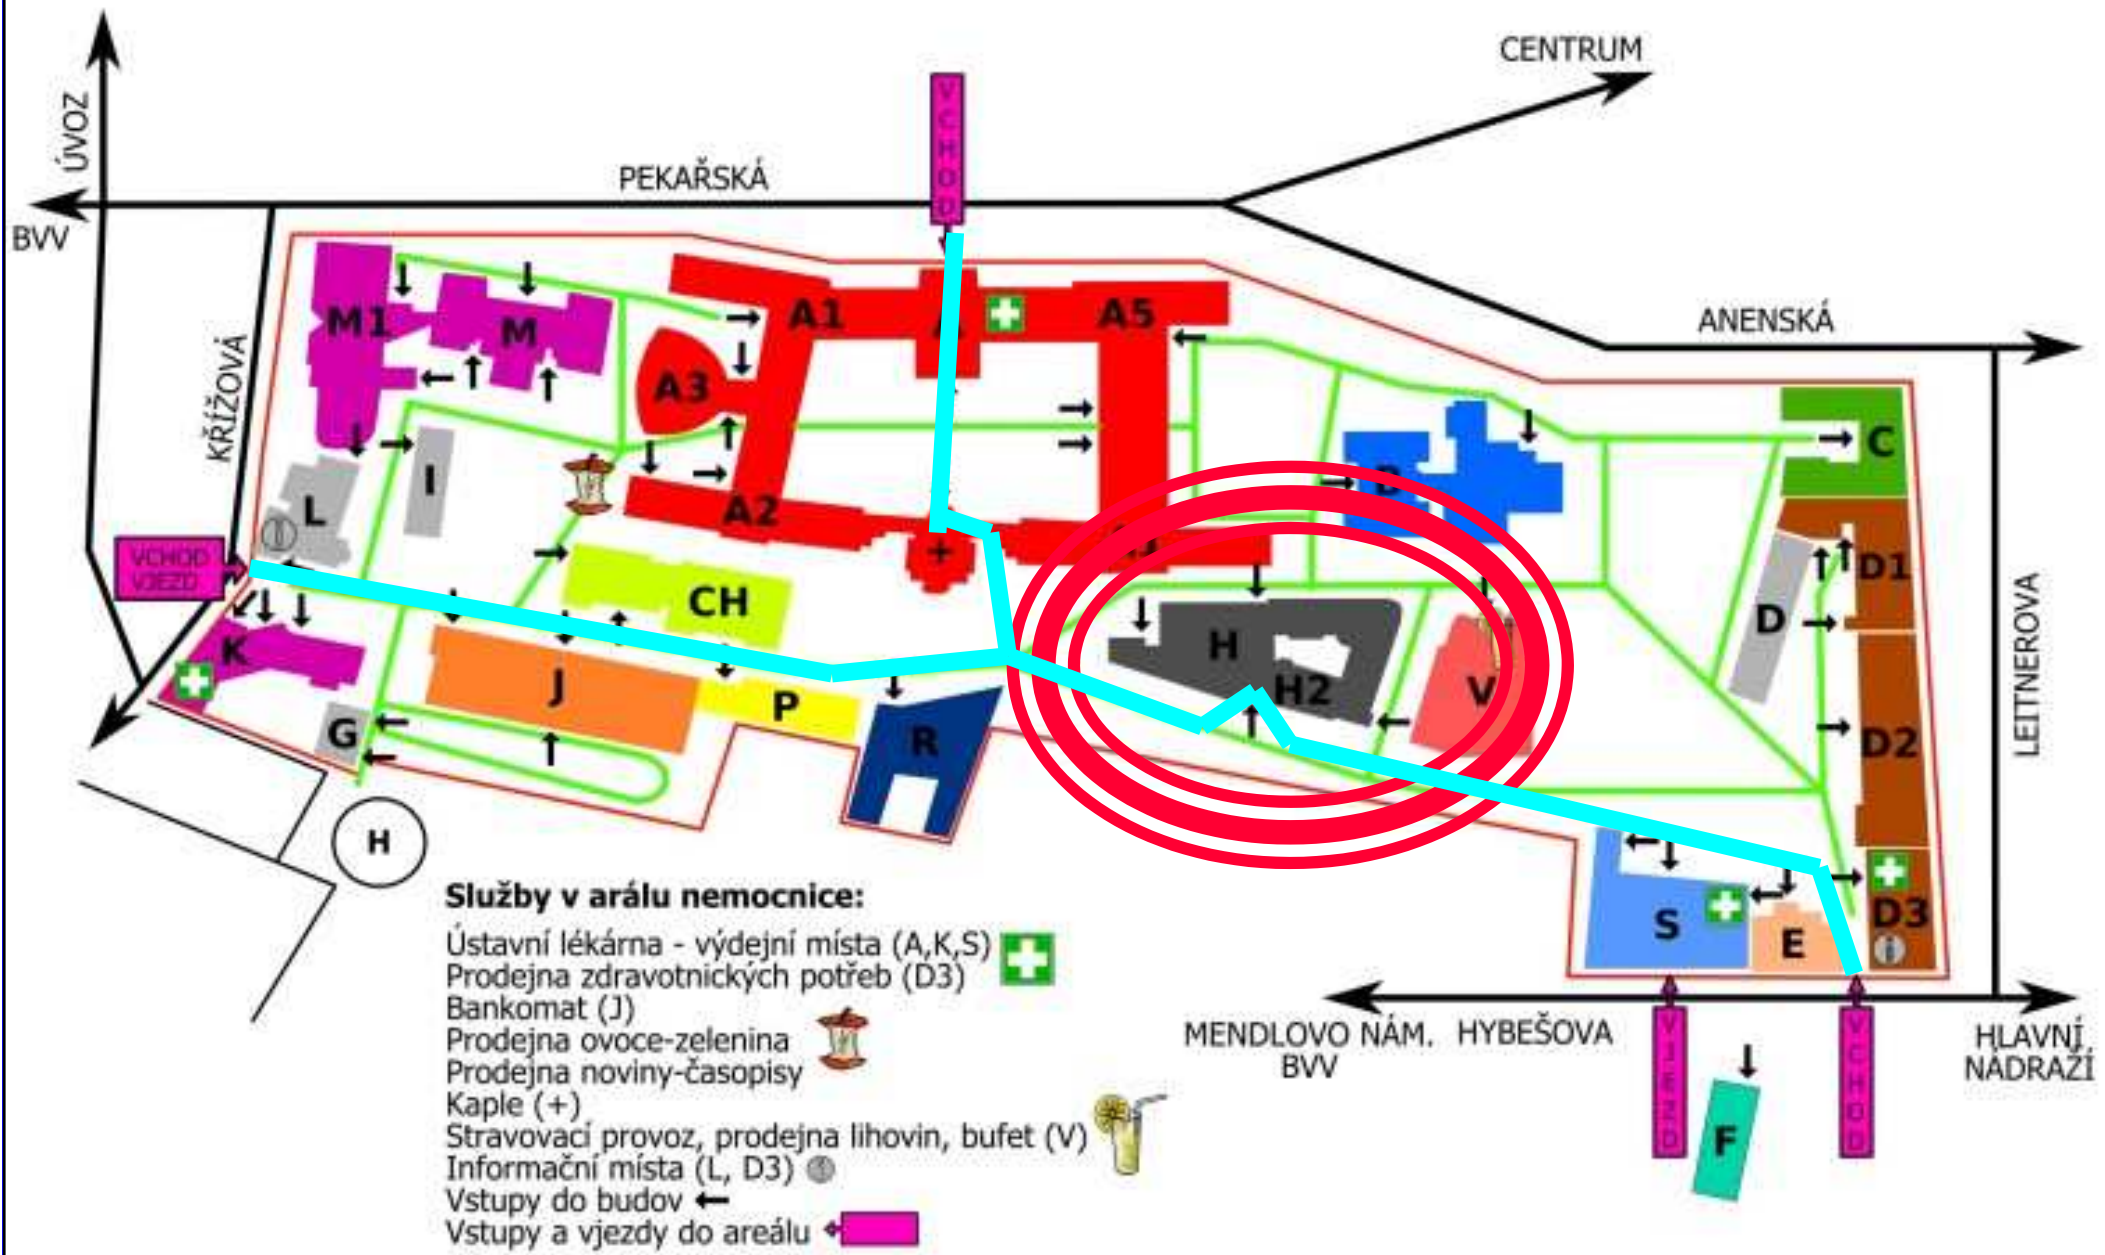 CENTRUM
ÚVOZ
VCHOD
PEKAŘSKÁ
BVV
ANENSKÁ
KŘÍŽOVÁ
M1
M
A1
A5
A3
C
B
I
L
A2
+
VCHOD
VJEZD
CH
H
H2
V
D
D1
K
J
P
R
G
D2
LEITNEROVA
H
S
E
D3
Služby v arálu nemocnice:
Ústavní lékárna - výdejní místa (A,K,S)
Prodejna zdravotnických potřeb (D3)
Bankomat (J)
Prodejna ovoce-zelenina
Prodejna noviny-časopisy
Kaple (+)
Stravovací provoz, prodejna lihovin, bufet (V)
Informační místa (L, D3)
Vstupy do budov
Vstupy a vjezdy do areálu
MENDLOVO NÁM.
BVV
HYBEŠOVA
HLAVNÍ
NÁDRAŽÍ
VJEZD
VCHOD
F